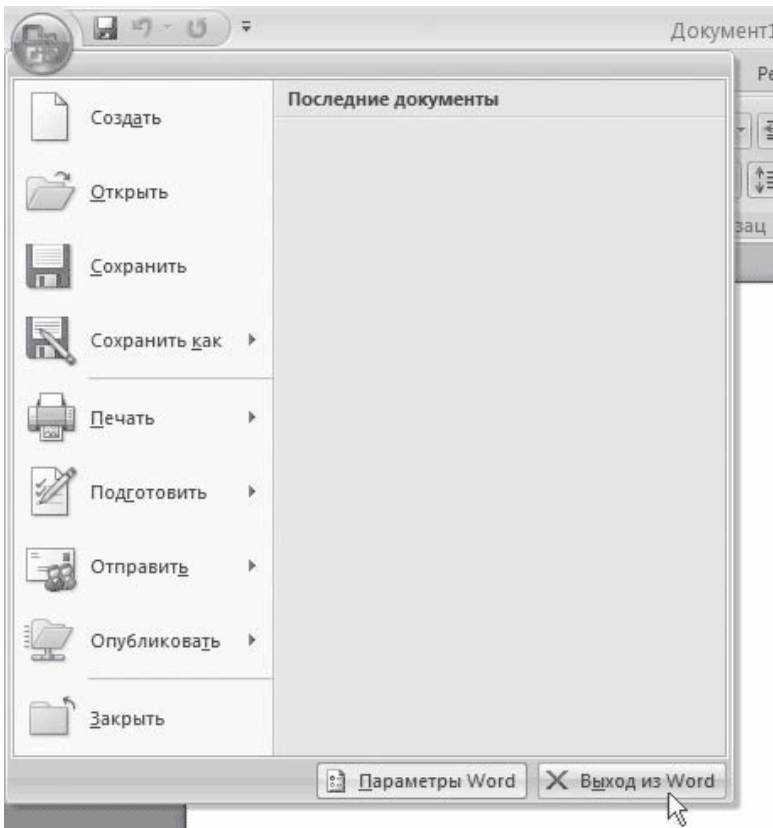 Документ1
Ре
Последние документы
Создать
Открыть
Сохранить
Сохранить как
Печать
Подготовить
Отправить
Опубликовать
Закрыть
зац
Параметры Word
Выход из Word